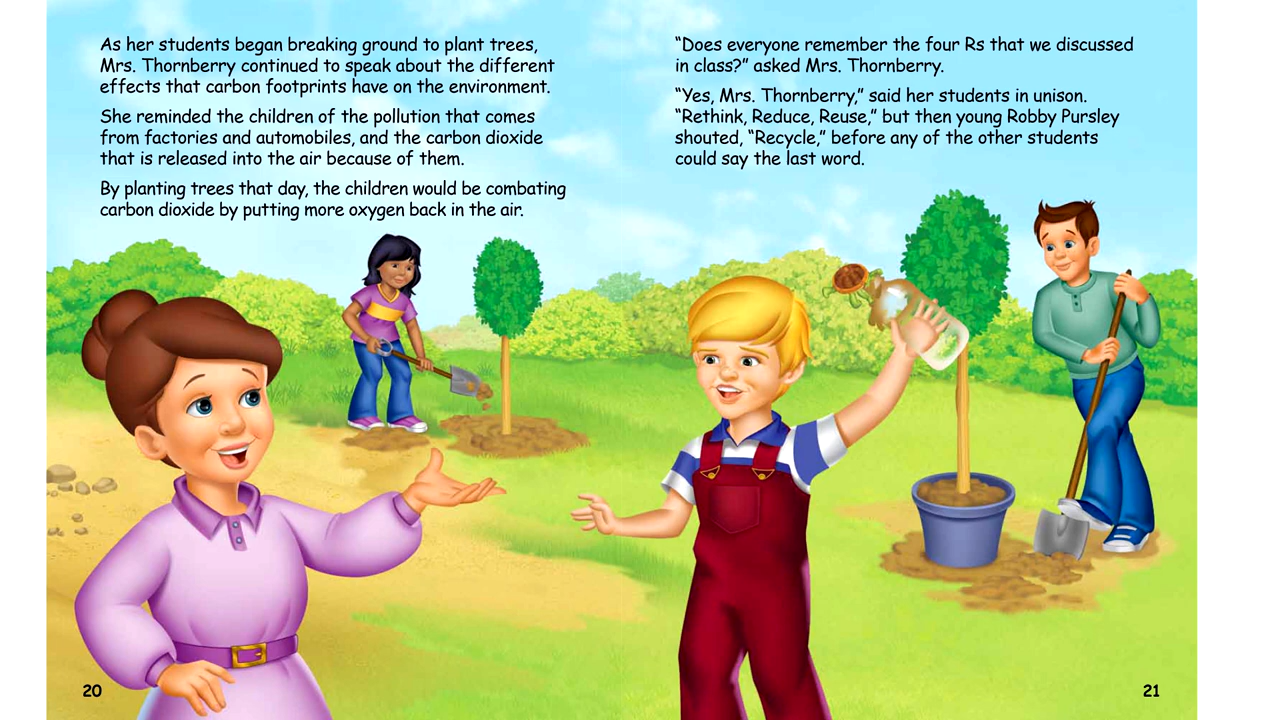 As her students began breaking ground to plant trees,
Mrs. Thornberry continued to speak about the different
effects that carbon footprints have on the environment.
She reminded the children of the pollution that comes
from factories and automobiles, and the carbon dioxide
that is released into the air because of them.
By planting trees that day, the children would be combating
carbon dioxide by putting more oxygen back in the air.
20
“Does everyone remember the four Rs that we discussed
in class?” asked Mrs. Thornberry.
“Yes, Mrs. Thornberry,” said her students in unison.
“Rethink, Reduce, Reuse,” but then young Robby Pursley
shouted, “Recycle,” before any of the other students
could say the last word.
21